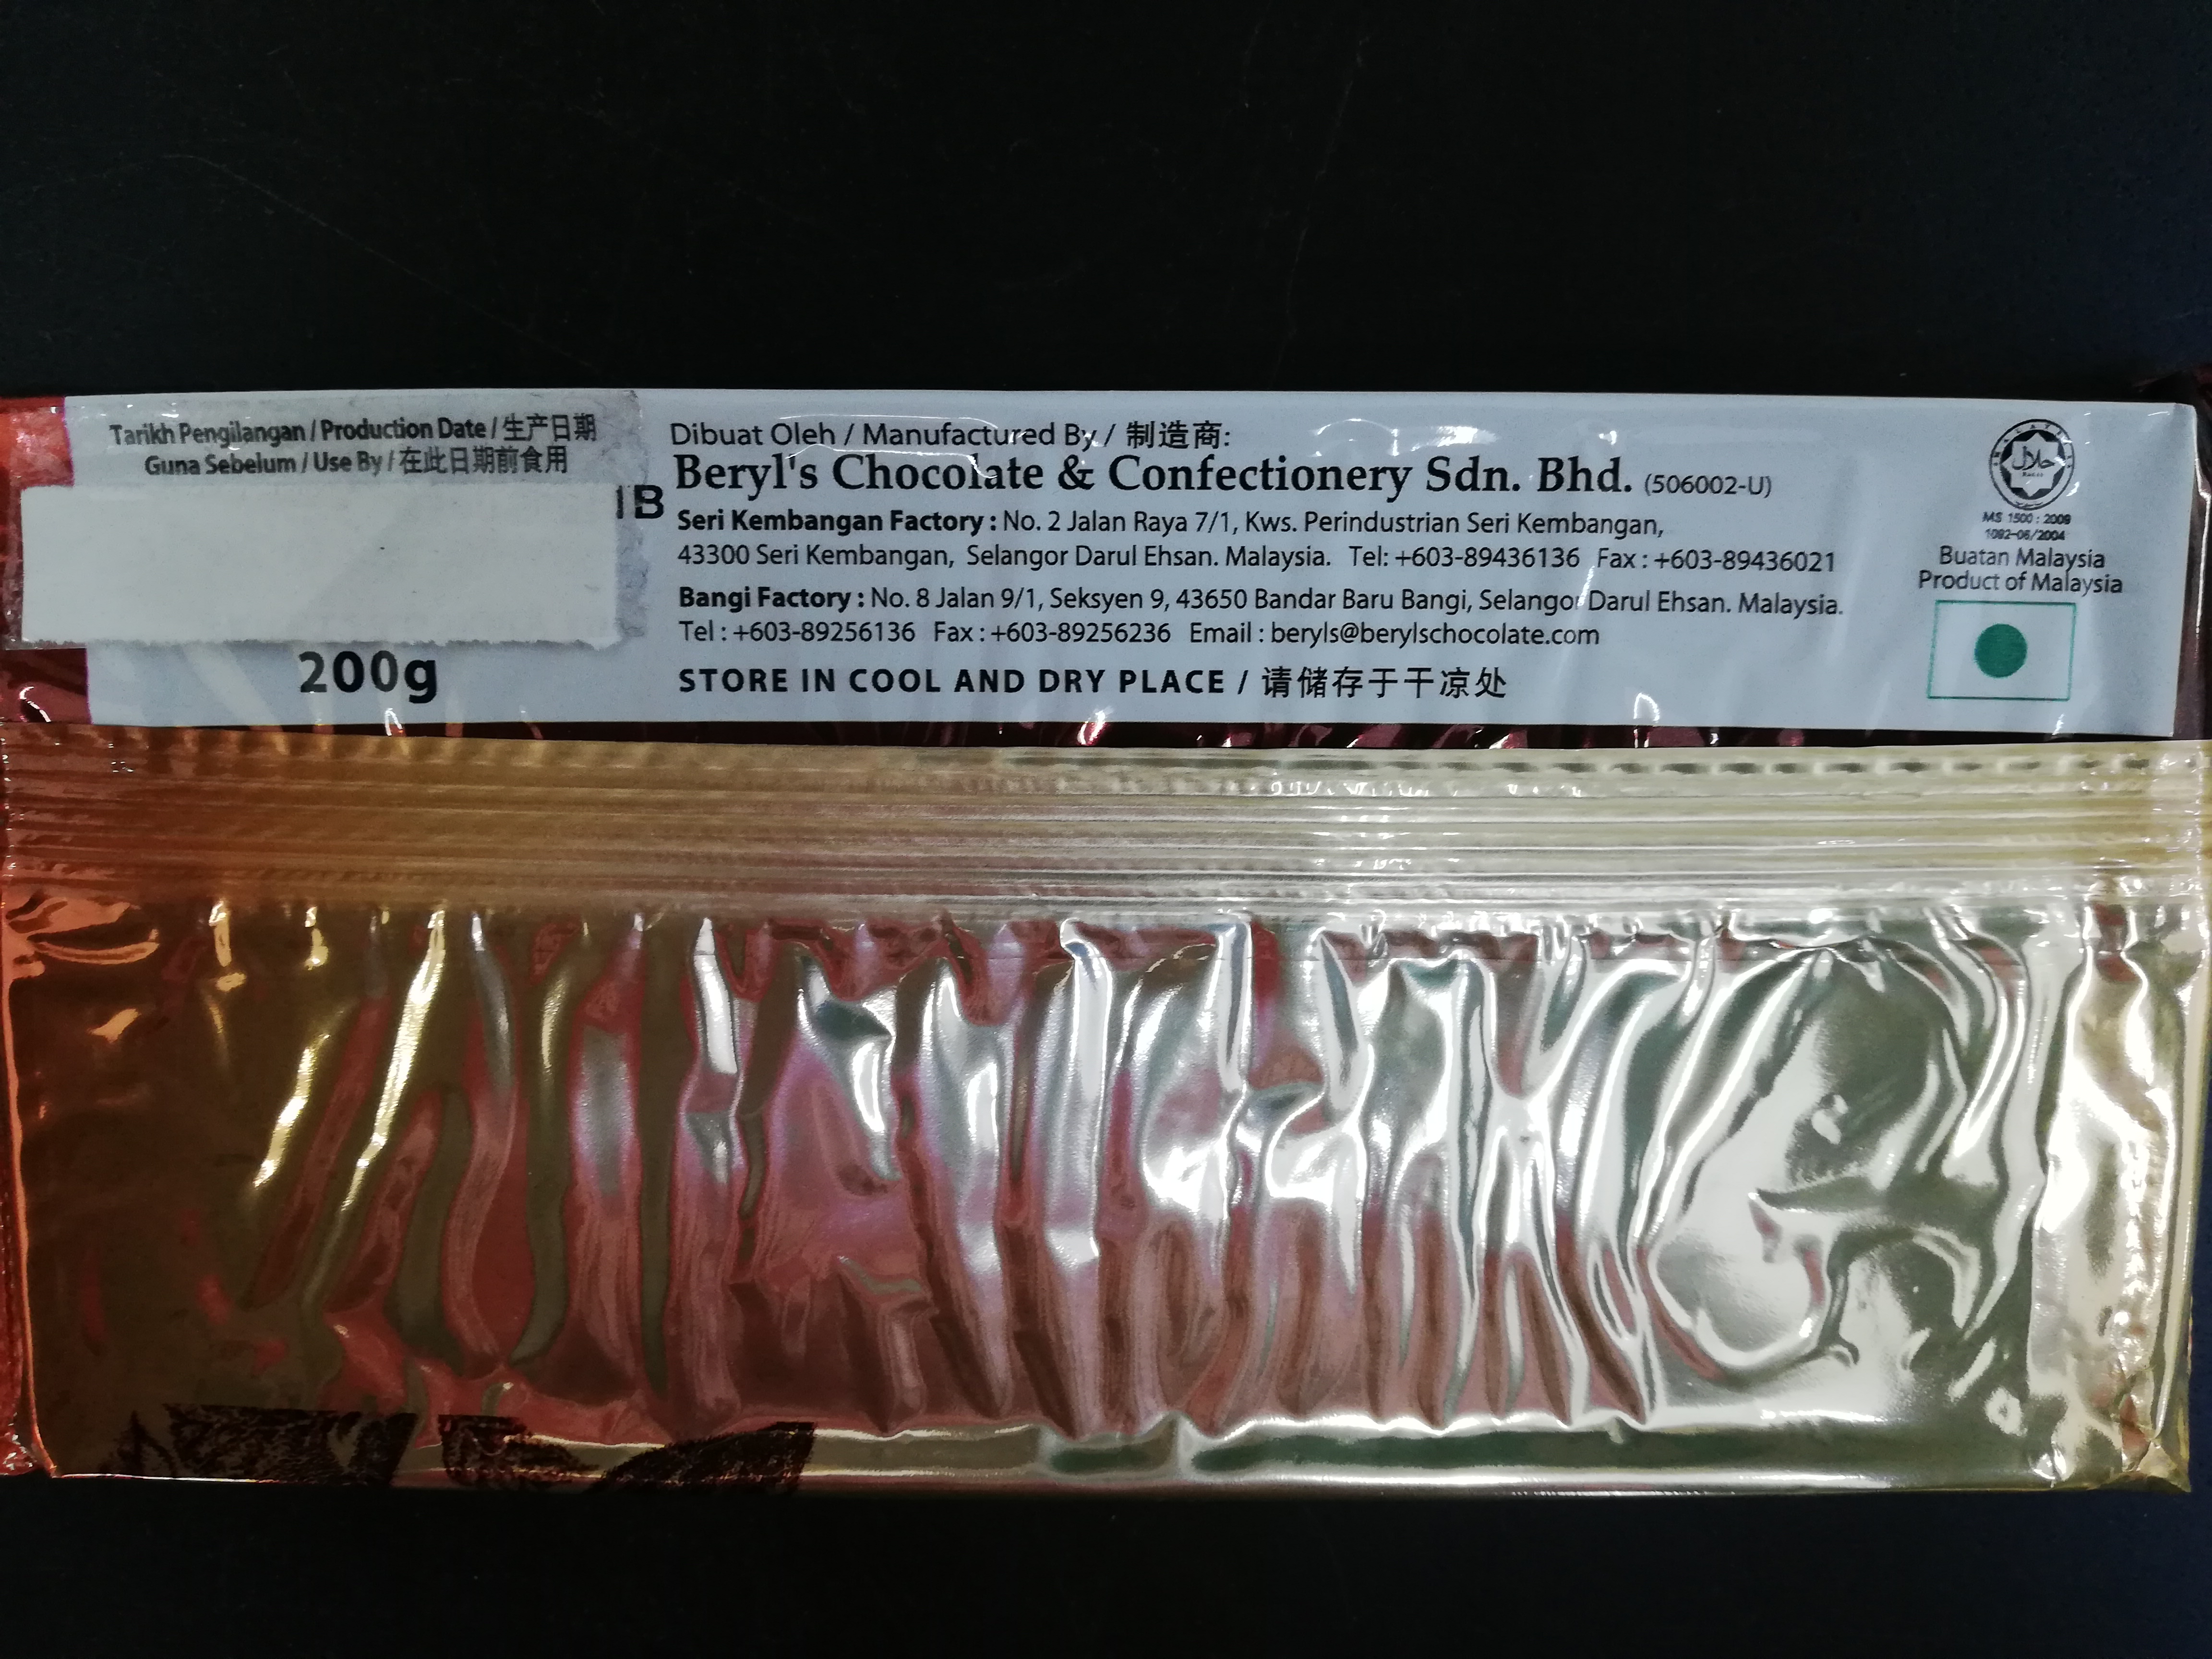 Tarikh Pengilangan / Production Date / 生产日期
Guna Sebelum / Use By / 在此日期前食用
1B
200g
Dibuat Oleh / Manufactured By / 制造商:
Beryl's Chocolate & Confectionery Sdn. Bhd. (506002-U)
Seri Kembangan Factory : No. 2 Jalan Raya 7/1, Kws. Perindustrian Seri Kembangan,
43300 Seri Kembangan, Selangor Darul Ehsan. Malaysia. Tel: +603-89436136 Fax : +603-89436021
Bangi Factory : No. 8 Jalan 9/1, Seksyen 9, 43650 Bandar Baru Bangi, Selangor Darul Ehsan. Malaysia.
Tel : +603-89256136 Fax : +603-89256236 Email : beryls@berylschocolate.com
STORE IN COOL AND DRY PLACE / 请储存于干凉处
حلال
MS 1500 : 2009
1092-06/2004
Buatan Malaysia
Product of Malaysia